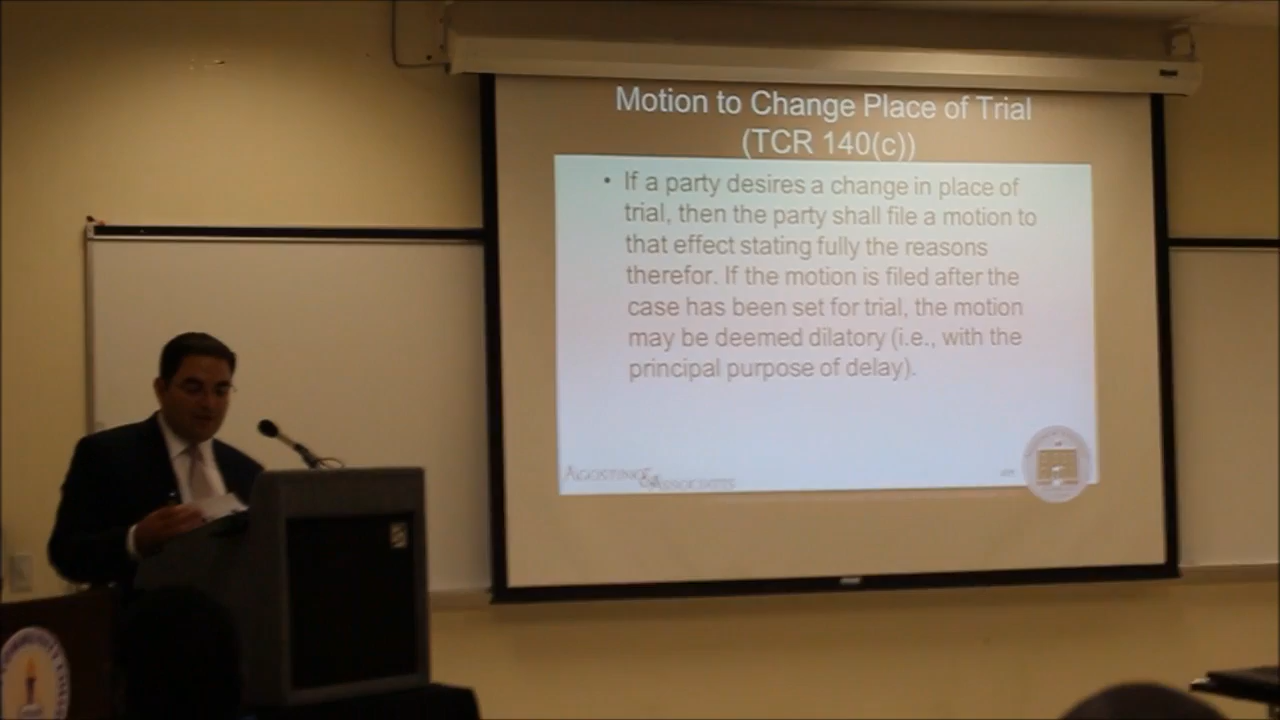 Motion to Change Place of Trial
(TCR 140(c))
• If a party desires a change in place of
trial, then the party shall file a motion to
that effect stating fully the reasons
therefor. If the motion is filed after the
case has been set for trial, the motion
may be deemed dilatory (i.e., with the
principal purpose of delay).
AGOSTINO
& ASSOCIATES